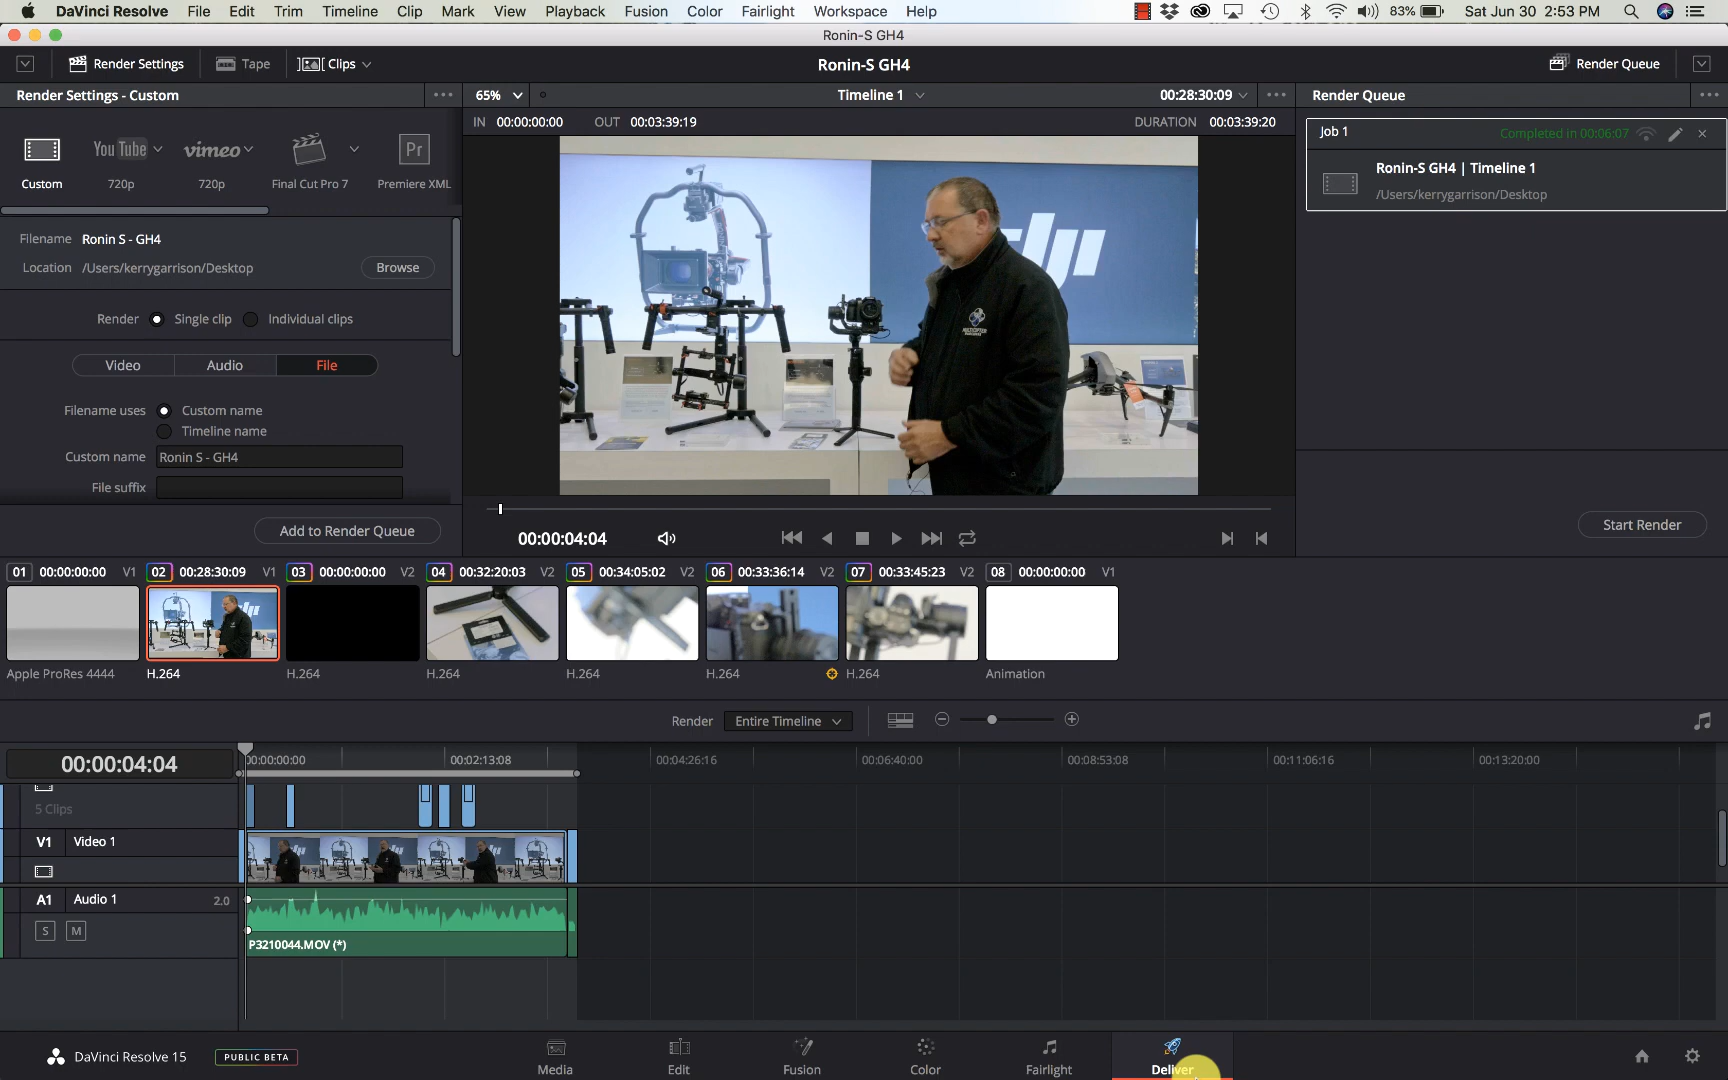 DaVinci Resolve File Edit Trim Timeline Clip Mark View Playback Fusion Color Fairlight Workspace Help 83% Sat Jun 30 2:53 PM
Ronin-S GH4
Render Settings Tape Clips Ronin-S GH4 Render Queue
Render Settings - Custom 65% Timeline 1 00:28:30:09 Render Queue
IN 00:00:00:00 OUT 00:03:39:19 DURATION 00:03:39:20
Job 1 Completed in 00:06:07
YouTube vimeo Pr
Ronin-S GH4 | Timeline 1
Custom 720p 720p Final Cut Pro 7 Premiere XML
/Users/kerrygarrison/Desktop
Filename Ronin S - GH4
Location /Users/kerrygarrison/Desktop Browse
dji
Render Single clip Individual clips
Video Audio File
Filename uses Custom name
Timeline name
Custom name Ronin S - GH4
File suffix
Add to Render Queue
Start Render
00:00:04:04
01 00:00:00:00 V1 02 00:28:30:09 V1 03 00:00:00:00 V2 04 00:32:20:03 V2 05 00:34:05:02 V2 06 00:33:36:14 V2 07 00:33:45:23 V2 08 00:00:00:00 V1
Apple ProRes 4444 H.264 H.264 H.264 H.264 H.264 H.264 Animation
Render Entire Timeline
00:00:04:04 00:00:00:00 00:02:13:08 00:04:26:16 00:06:40:00 00:08:53:08 00:11:06:16 00:13:20:00
5 Clips
V1 Video 1
A1 Audio 1 2.0
S M
P3210044.MOV (*)
DaVinci Resolve 15 PUBLIC BETA
Media Edit Fusion Color Fairlight Deliver